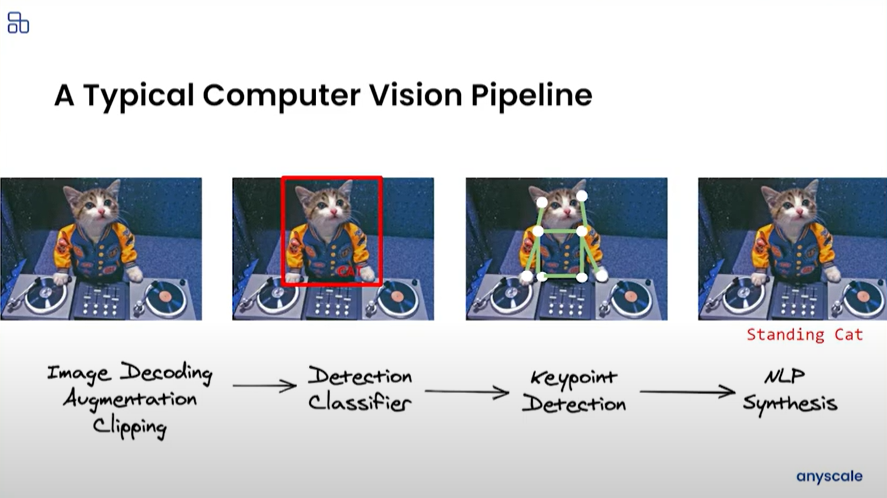 A Typical Computer Vision Pipeline
CAT
Standing Cat
Image Decoding
Augmentation
Clipping
Detection
Classifier
Keypoint
Detection
NLP
Synthesis
anyscale